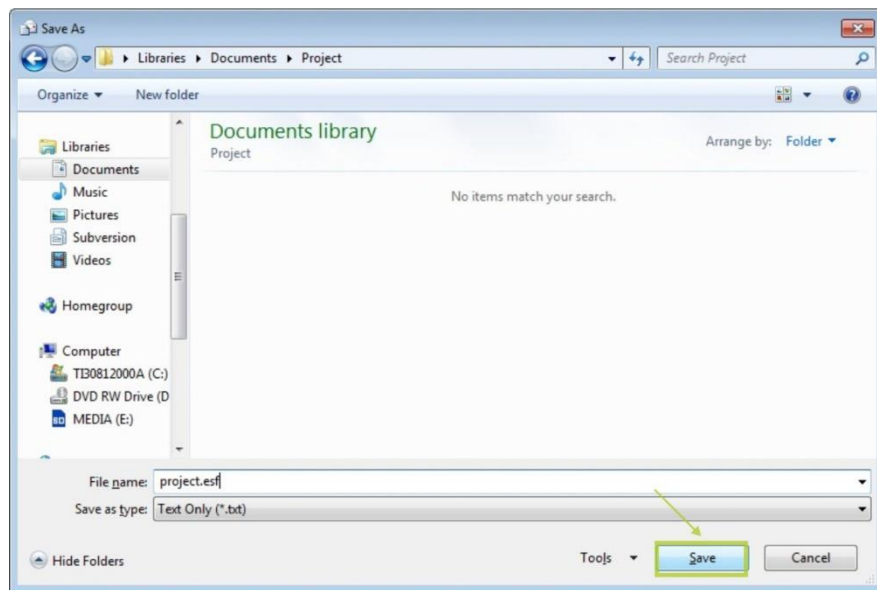 Save As
Libraries Documents Project
Search Project
Organize New folder
Documents library
Project
Arrange by: Folder
No items match your search.
Libraries
Documents
Music
Pictures
Subversion
Videos
Homegroup
Computer
TI30812000A (C:)
DVD RW Drive (D
MEDIA (E:)
File name: project.esf
Save as type: Text Only (*.txt)
Hide Folders
Tools Save Cancel